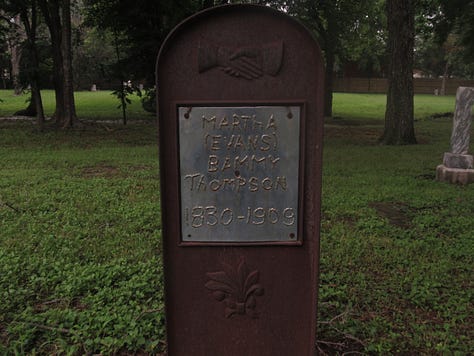 MARTHA
(EVANS)
BAMMY
THOMPSON
1830-1909